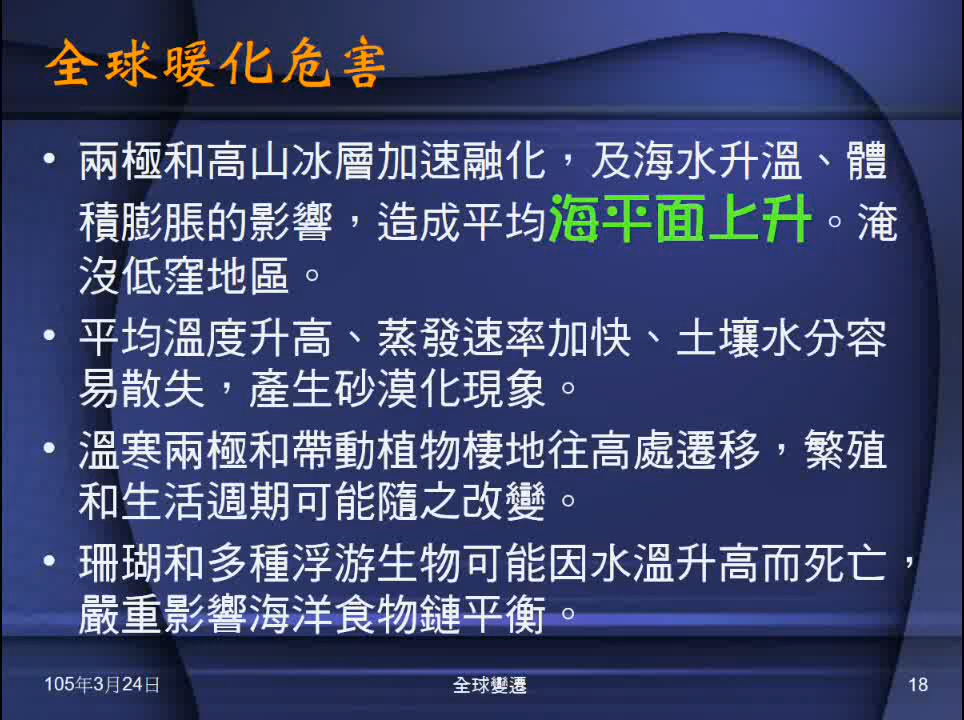 全球暖化危害
• 兩極和高山冰層加速融化，及海水升溫、體
積膨脹的影響，造成平均海平面上升。淹
沒低窪地區。
• 平均溫度升高、蒸發速率加快、土壤水分容
易散失，產生砂漠化現象。
• 溫寒兩極和帶動植物棲地往高處遷移，繁殖
和生活週期可能隨之改變。
• 珊瑚和多種浮游生物可能因水溫升高而死亡，
嚴重影響海洋食物鏈平衡。
105年3月24日
全球變遷
18